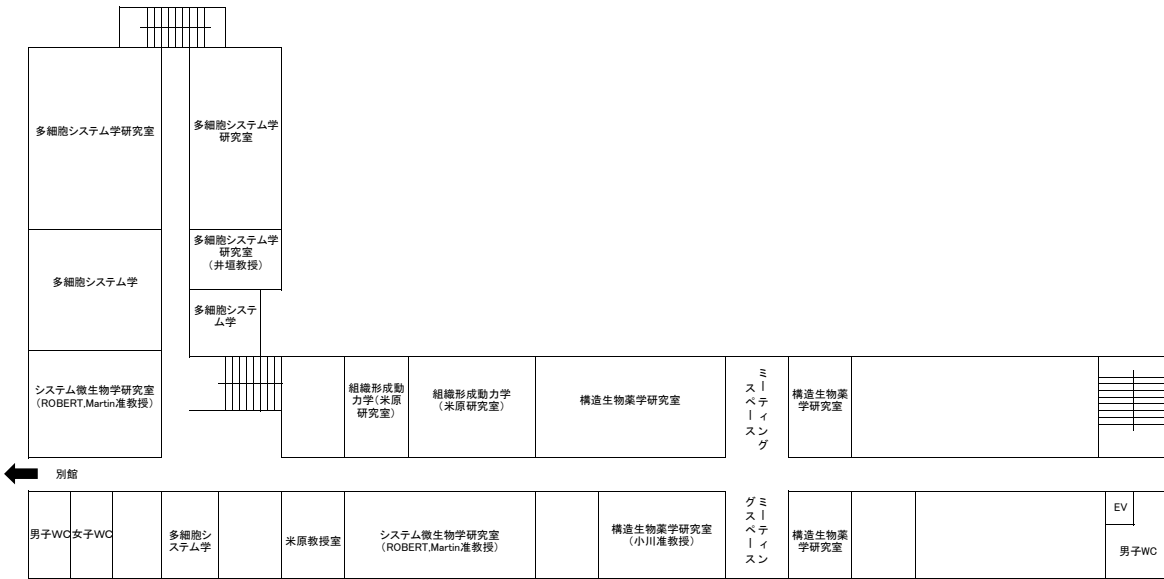 多細胞システム学研究室
多細胞システム学
研究室
多細胞システム学
研究室
(井垣教授)
多細胞システム学
多細胞システ
ム学
システム微生物学研究室
(ROBERT,Martin准教授)
組織形成動
力学(米原
研究室)
組織形成動力学
(米原研究室)
構造生物薬学研究室
ミーティング
スペース
構造生物薬
学研究室
別館
男子WC
女子WC
多細胞シ
ステム学
米原教授室
システム微生物学研究室
(ROBERT,Martin准教授)
構造生物薬学研究室
(小川准教授)
ミーティン
グスペースン
構造生物薬
学研究室
EV
男子WC